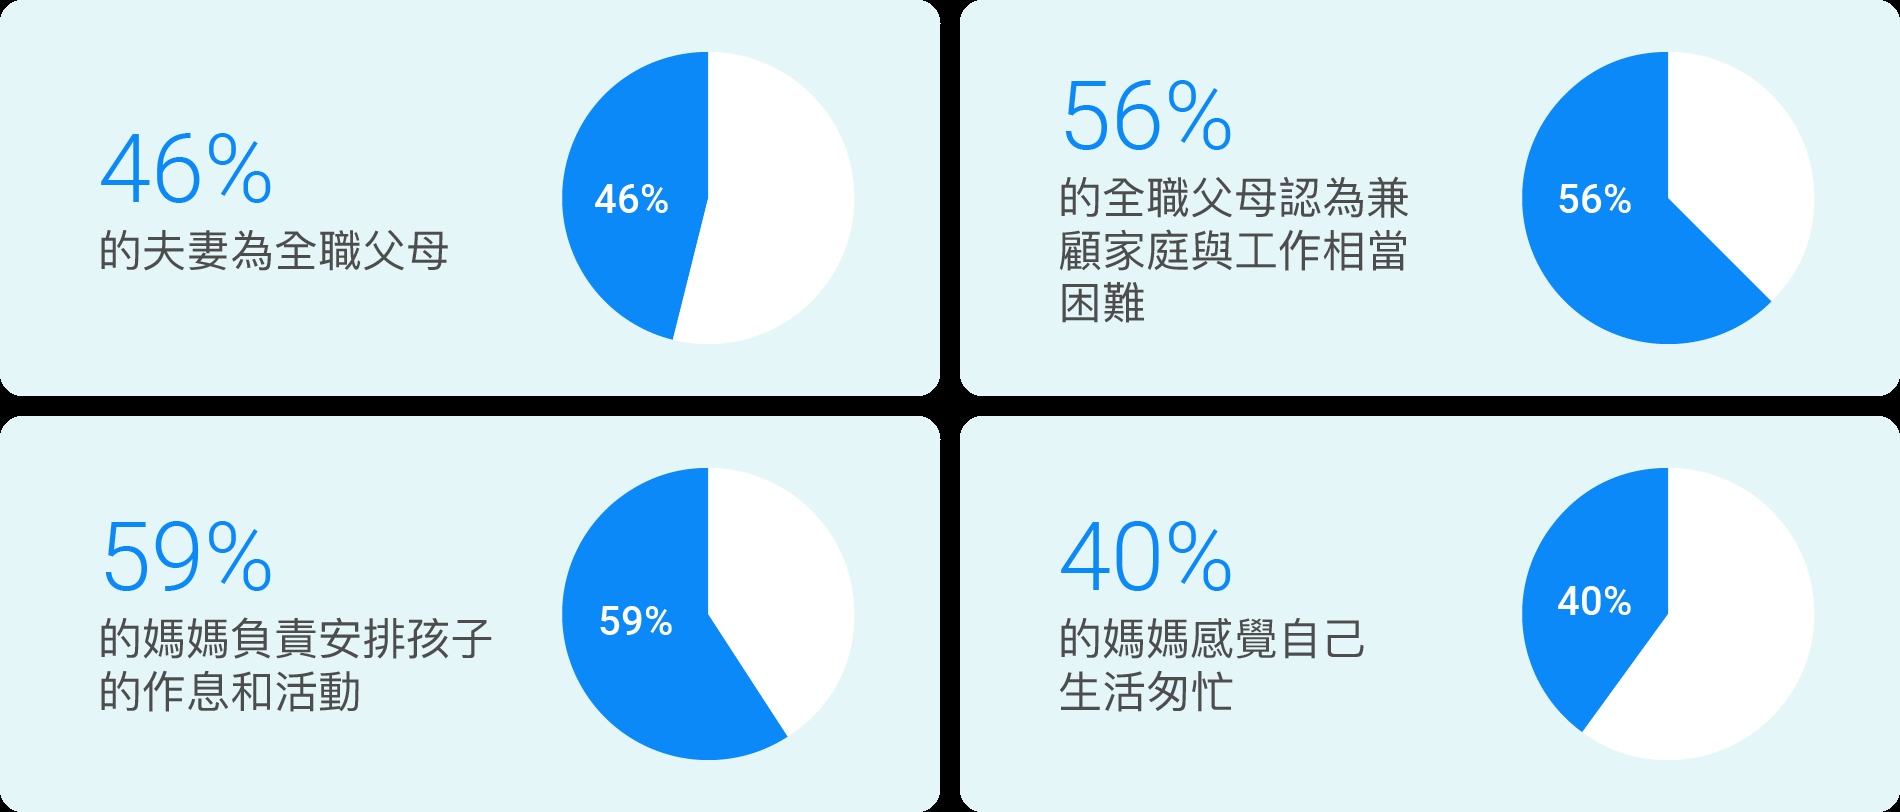 46%
的夫妻為全職父母
46%
56%
的全職父母認為兼
顧家庭與工作相當
困難
56%
59%
的媽媽負責安排孩子
的作息和活動
59%
40%
的媽媽感覺自己
生活匆忙
40%